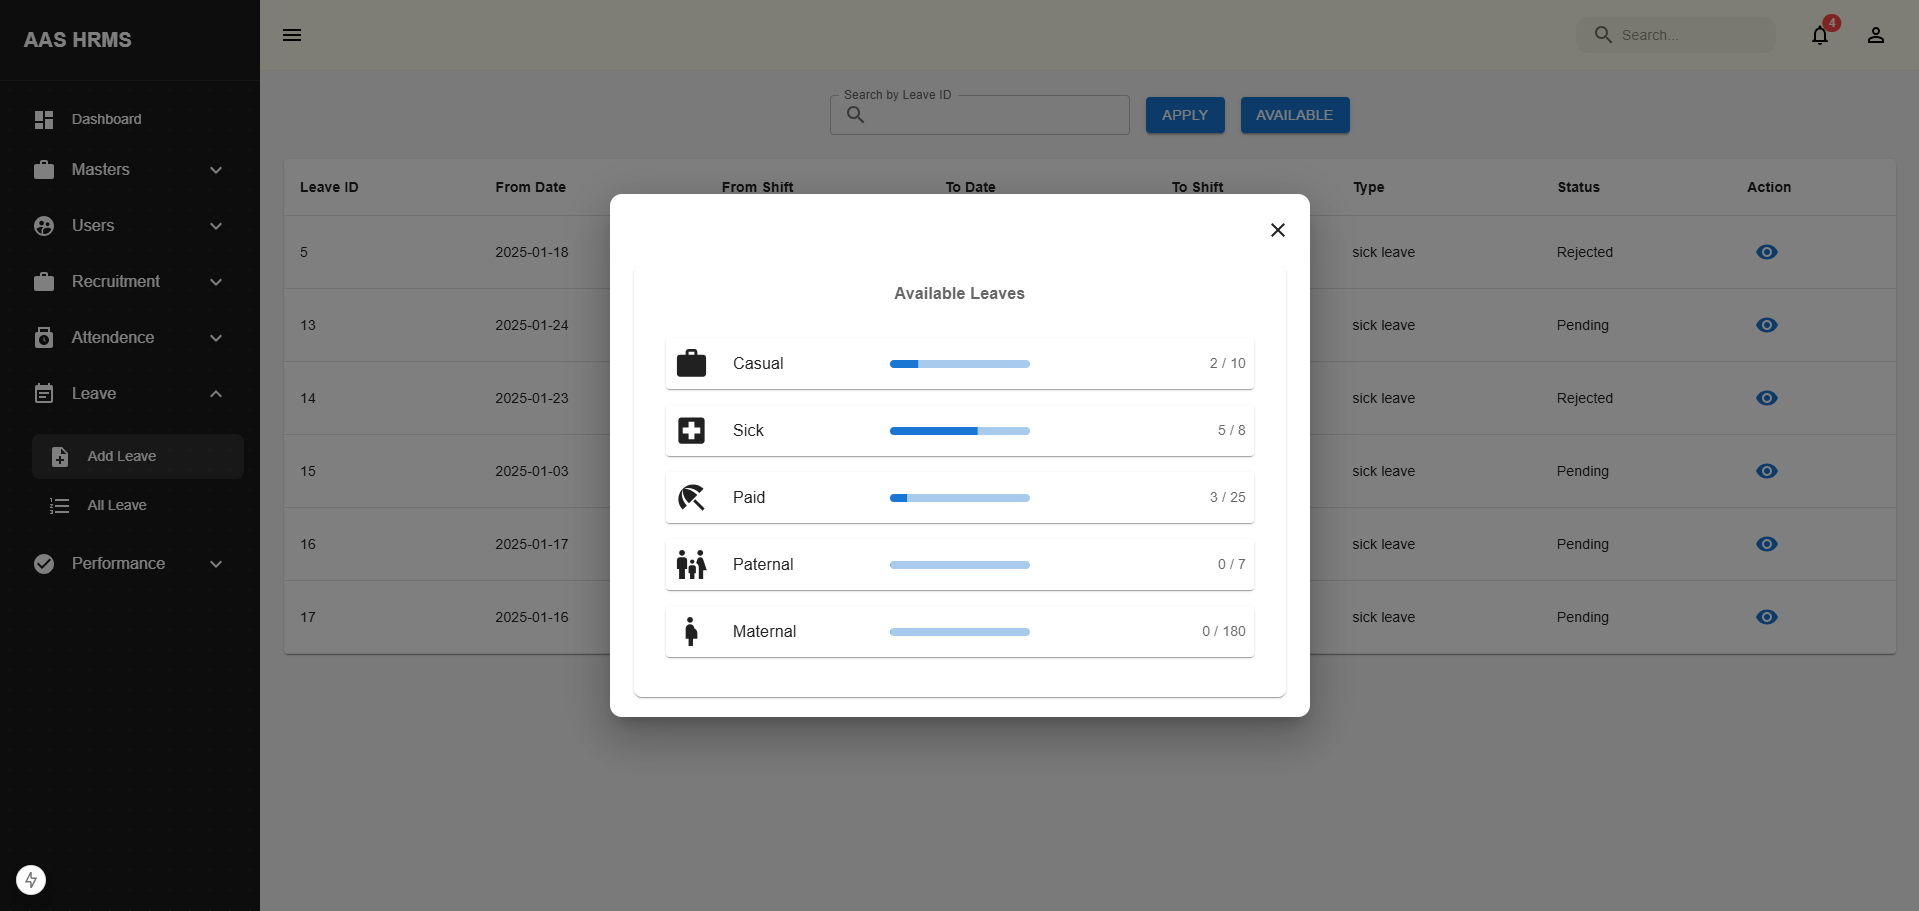 AAS HRMS
Search...
4
Dashboard
Masters
Users
Recruitment
Attendence
Leave
Add Leave
All Leave
Performance
Search by Leave ID
APPLY
AVAILABLE
Leave ID From Date From Shift To Date To Shift Type Status Action
5 2025-01-18 sick leave Rejected
13 2025-01-24 sick leave Pending
14 2025-01-23 sick leave Rejected
15 2025-01-03 sick leave Pending
16 2025-01-17 sick leave Pending
17 2025-01-16 sick leave Pending
Available Leaves
Casual 2 / 10
Sick 5 / 8
Paid 3 / 25
Paternal 0 / 7
Maternal 0 / 180